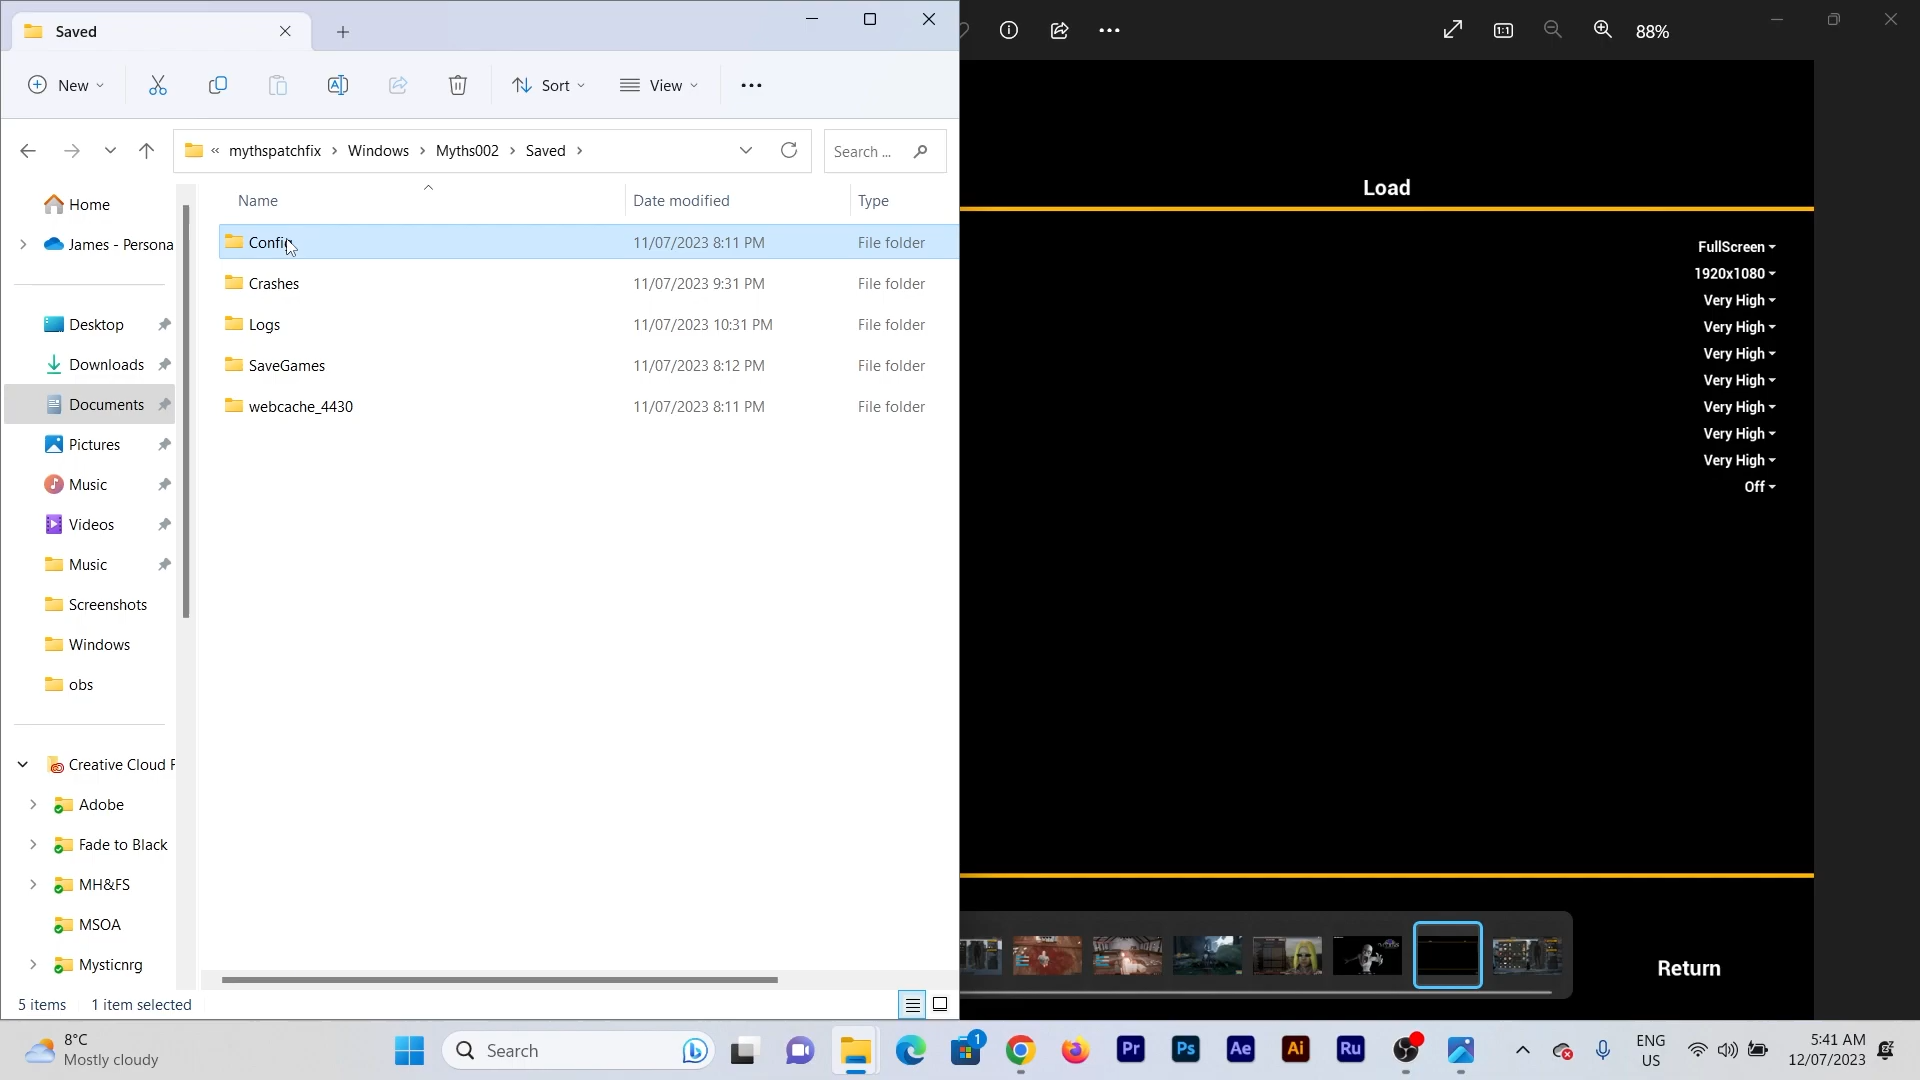 Saved
New
Sort
View
88%
« mythspatchfix > Windows > Myths002 > Saved >
Search ...
Name
Date modified
Type
Config
11/07/2023 8:11 PM
File folder
Crashes
11/07/2023 9:31 PM
File folder
Logs
11/07/2023 10:31 PM
File folder
SaveGames
11/07/2023 8:12 PM
File folder
webcache_4430
11/07/2023 8:11 PM
File folder
Home
James - Persona
Desktop
Downloads
Documents
Pictures
Music
Videos
Music
Screenshots
Windows
obs
Creative Cloud F
Adobe
Fade to Black
MH&FS
MSOA
Mysticnrg
5 items
1 item selected
Load
FullScreen
1920x1080
Very High
Very High
Very High
Very High
Very High
Very High
Very High
Off
Return
8°C
Mostly cloudy
Search
1
Pr
Ps
Ae
Ai
Ru
ENG
US
5:41 AM
12/07/2023